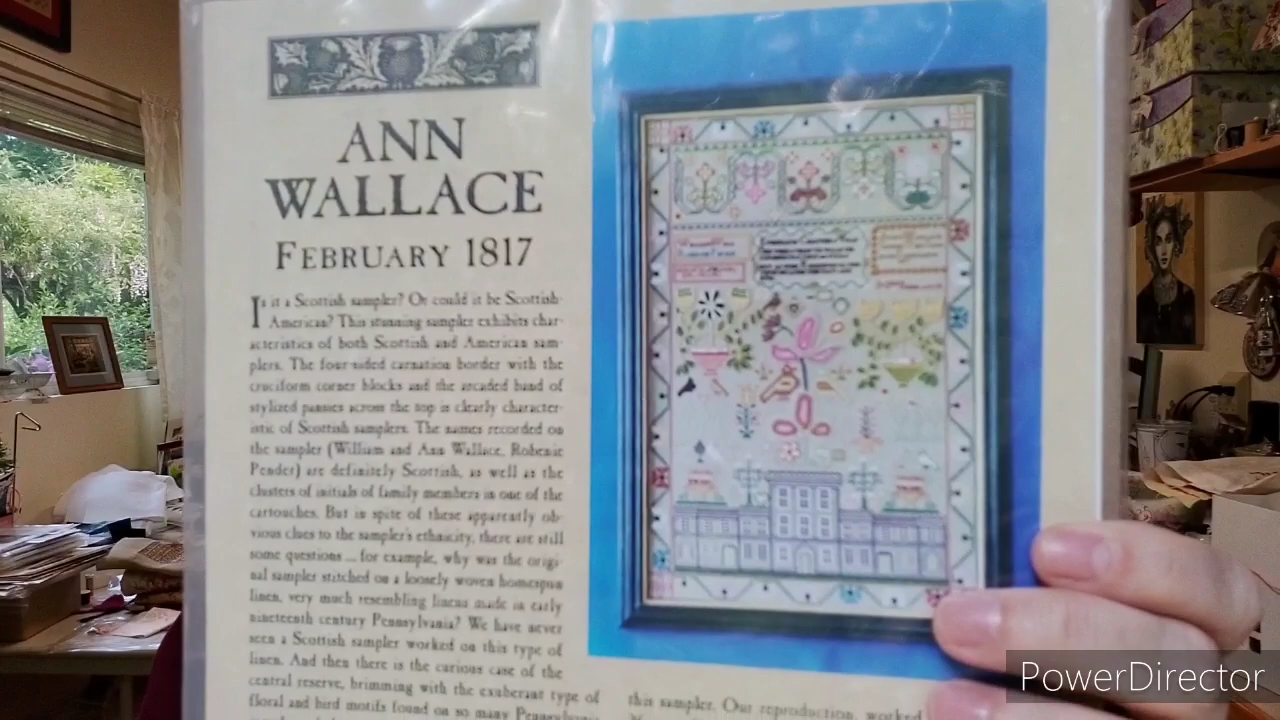 ANN
WALLACE
FEBRUARY 1817
Is it a Scottish sampler? Or could it be Scottish-
American? This stunning sampler exhibits char-
acteristics of both Scottish and American sam-
plers. The four-sided carnation border with the
cruciform corner blocks and the arcaded band of
stylized pansies across the top is clearly character-
istic of Scottish samplers. The names recorded on
the sampler (William and Ann Wallace, Robenie
Pender) are definitely Scottish, as well as the
clusters of initials of family members in one of the
cartouches. But in spite of these apparently ob-
vious clues to the sampler's ethnicity, there are still
some questions ... for example, why was the origi-
nal sampler stitched on a loosely woven homespun
linen, very much resembling linens made in early
nineteenth century Pennsylvania? We have never
seen a Scottish sampler worked on this type of
linen. And then there is the curious case of the
central reserve, brimming with the exuberant type of
floral and bird motifs found on so many Pennsylvania
this sampler. Our reproduction, worked
PowerDirector